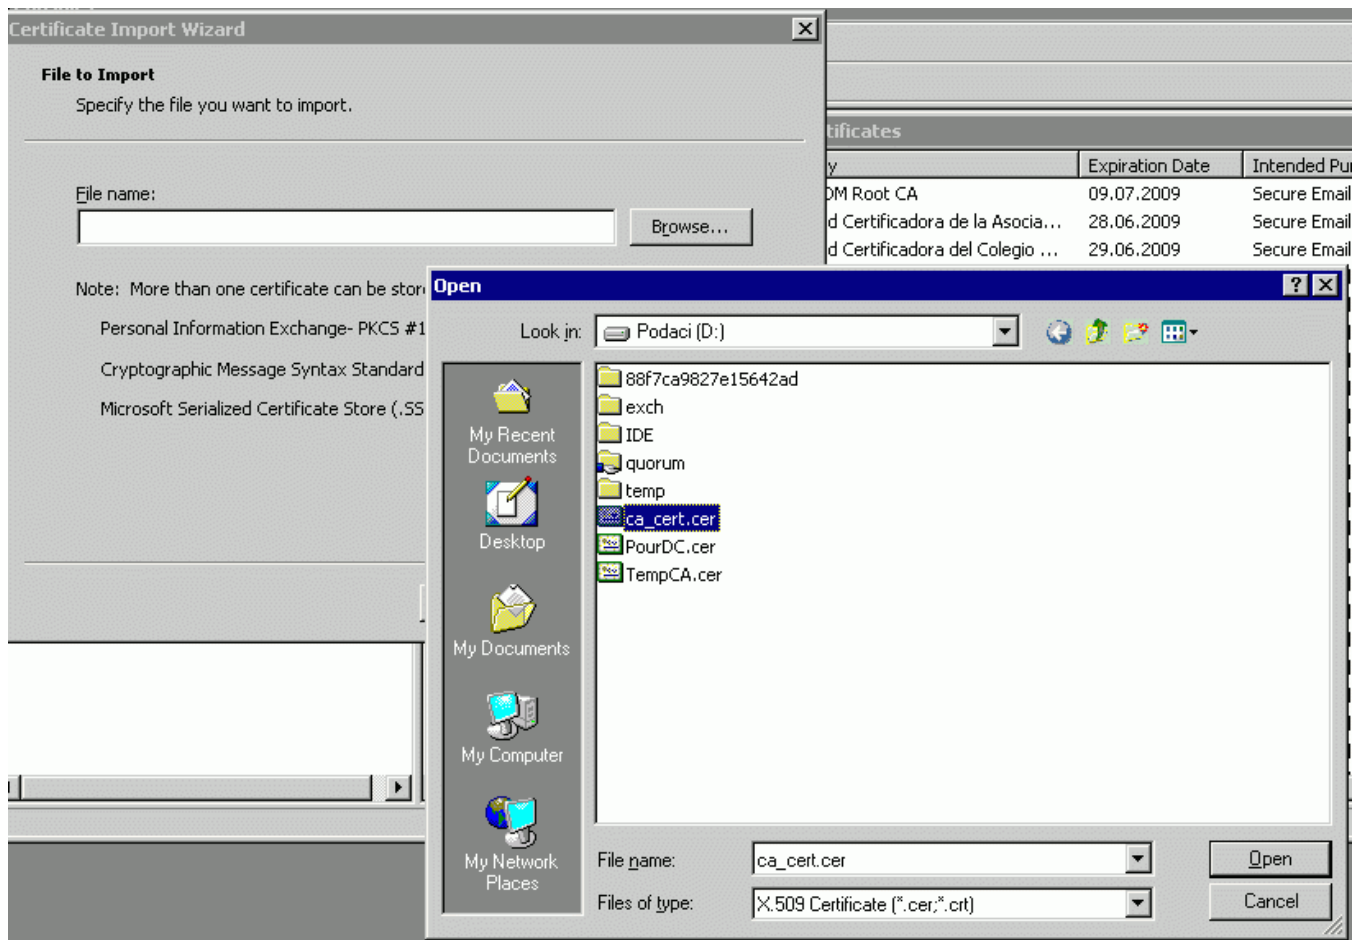 Certificate Import Wizard
File to Import
Specify the file you want to import.
File name:
Browse...
Note: More than one certificate can be stor
Personal Information Exchange- PKCS #1
Cryptographic Message Syntax Standard
Microsoft Serialized Certificate Store (.SS
tificates
y Expiration Date Intended Pu
OM Root CA 09.07.2009 Secure Email
d Certificadora de la Asocia... 28.06.2009 Secure Email
d Certificadora del Colegio ... 29.06.2009 Secure Email
Open
Look in: Podaci (D:)
My Recent
Documents
Desktop
My Documents
My Computer
My Network
Places
88f7ca9827e15642ad
exch
IDE
quorum
temp
ca_cert.cer
PourDC.cer
TempCA.cer
File name: ca_cert.cer Open
Files of type: X.509 Certificate (*.cer;*.crt) Cancel